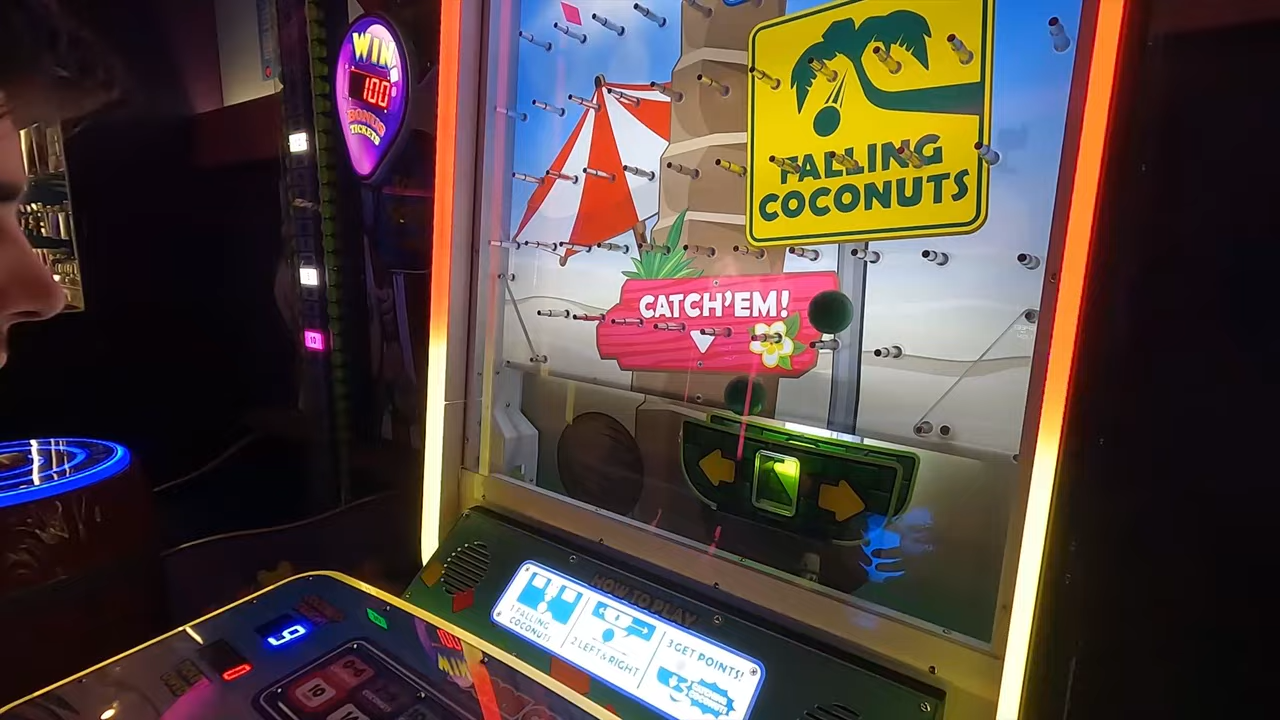 WIN
100
BONUS
TICKETS
FALLING
COCONUTS
CATCH'EM!
HOW TO PLAY
1 FALLING
COCONUTS
2 LEFT & RIGHT
3 GET POINTS!
10
100